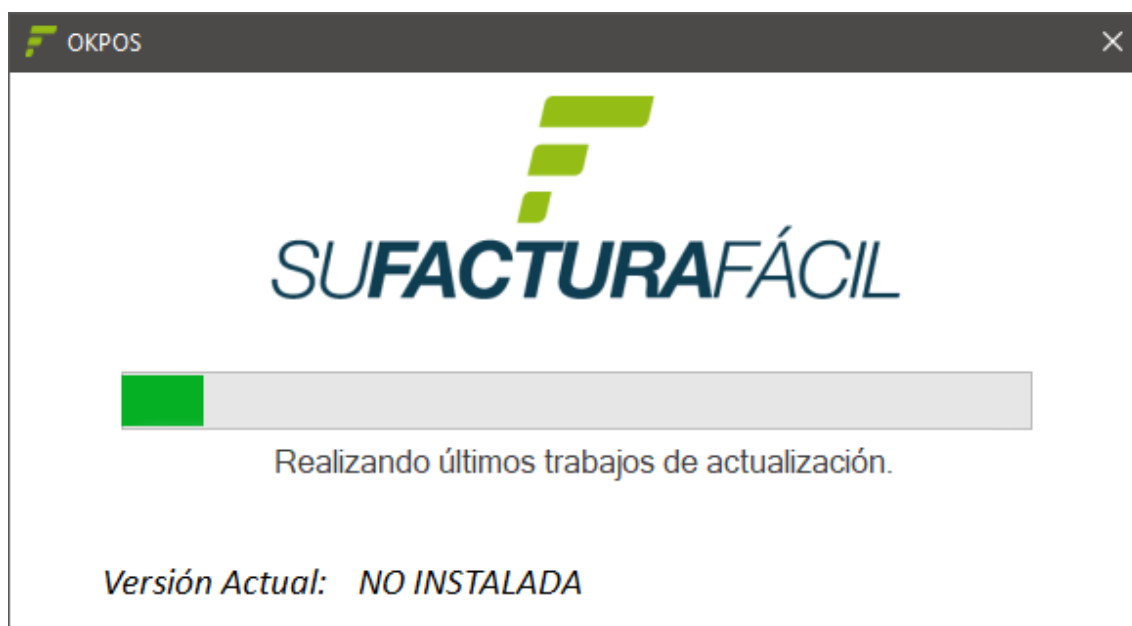 OKPOS
SUFACTURAFÁCIL
Realizando últimos trabajos de actualización.
Versión Actual: NO INSTALADA